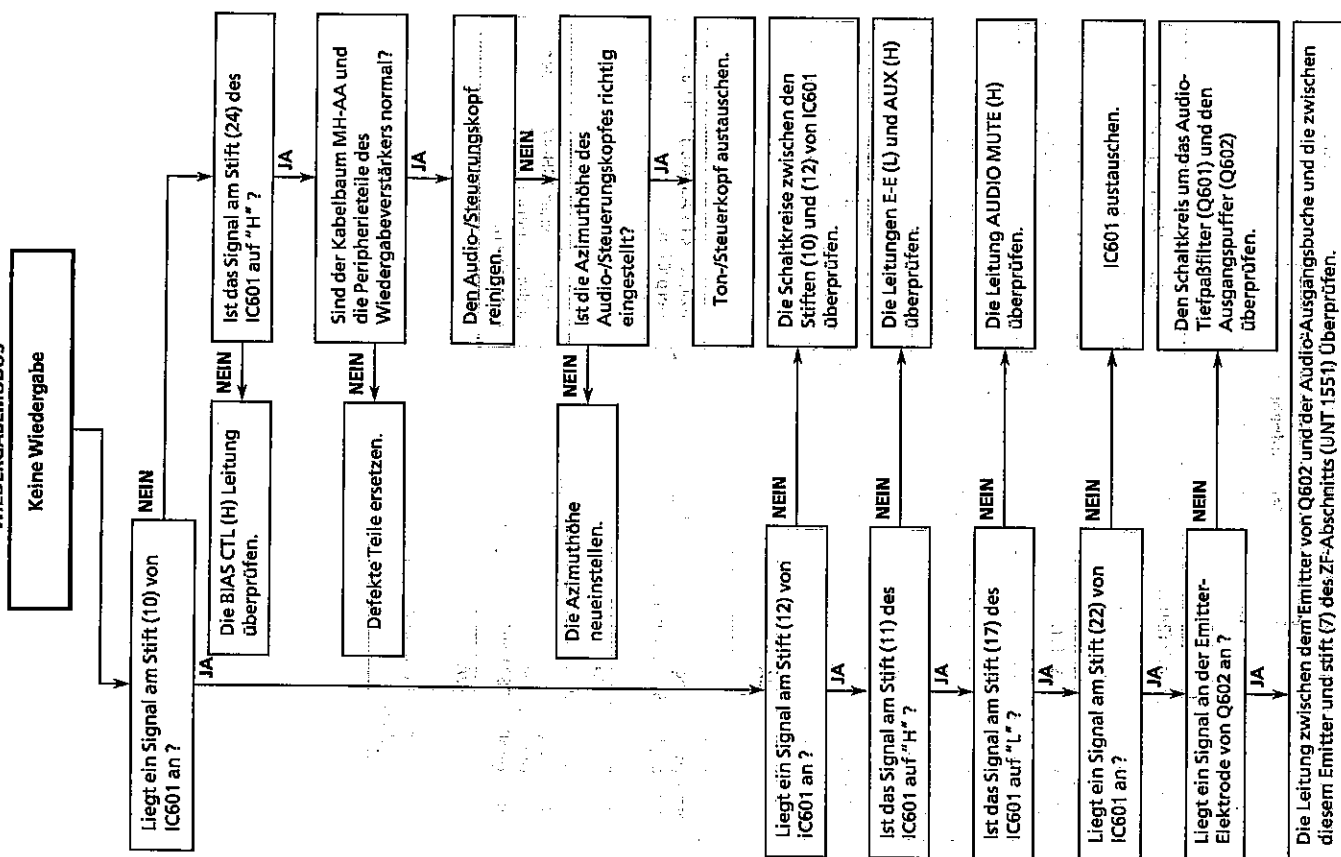 Keine Wiedergabe
Liegt ein Signal am Stift (10) von
IC601 an ?
NEIN
JA
Ist das Signal am Stift (24) des
IC601 auf "H" ?
NEIN
JA
Die BIAS CTL (H) Leitung
überprüfen.
Sind der Kabelbaum MH-AA und
die Peripherieteile des
Wiedergabeverstärkers normal?
NEIN
JA
Defekte Teile ersetzen.
Den Audio-/Steuerungskopf
reinigen.
NEIN
Ist die Azimuthöhe des
Audio-/Steuerungskopfes richtig
eingestellt?
NEIN
JA
Die Azimuthöhe
neueinstellen.
Ton-/Steuerkopf austauschen.
Liegt ein Signal am Stift (12) von
IC601 an ?
NEIN
JA
Die Schaltkreise zwischen den
Stiften (10) und (12) von IC601
überprüfen.
Ist das Signal am Stift (11) des
IC601 auf "H" ?
NEIN
JA
Die Leitungen E-E (L) und AUX (H)
überprüfen.
Ist das Signal am Stift (17) des
IC601 auf "L" ?
NEIN
JA
Die Leitung AUDIO MUTE (H)
überprüfen.
Liegt ein Signal am Stift (22) von
IC601 an ?
NEIN
JA
IC601 austauschen.
Liegt ein Signal an der Emitter-
Elektrode von Q602 an ?
NEIN
JA
Den Schaltkreis um das Audio-
Tiefpaßfilter (Q601) und den
Ausgangspuffer (Q602)
überprüfen.
Die Leitung zwischen dem Emitter von Q602 und der Audio-Ausgangsbuche und die zwischen
diesem Emitter und stift (7) des ZF-Abschnitts (UNT 1551) Überprüfen.